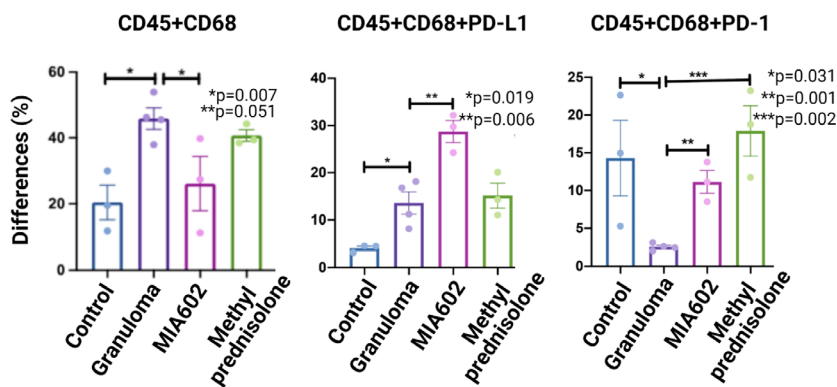 CD45+CD68
CD45+CD68+PD-L1
CD45+CD68+PD-1
Differences (%)
60
40
20
0
*
*
*p=0.007
**p=0.051
Control
Granuloma
MIA602
Methyl
prednisolone
40
30
20
10
0
*
**
*p=0.019
**p=0.006
Control
Granuloma
MIA602
Methyl
prednisolone
25
20
15
10
5
0
*
***
**
*p=0.031
**p=0.001
***p=0.002
Control
Granuloma
MIA602
Methyl
prednisolone